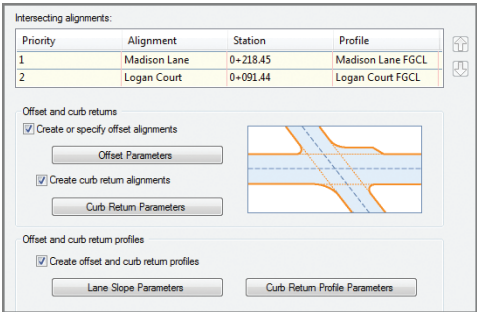 Intersecting alignments:
Priority Alignment Station Profile
1 Madison Lane 0+218.45 Madison Lane FGCL
2 Logan Court 0+091.44 Logan Court FGCL
Offset and curb returns
Create or specify offset alignments
Offset Parameters
Create curb return alignments
Curb Return Parameters
Offset and curb return profiles
Create offset and curb return profiles
Lane Slope Parameters Curb Return Profile Parameters